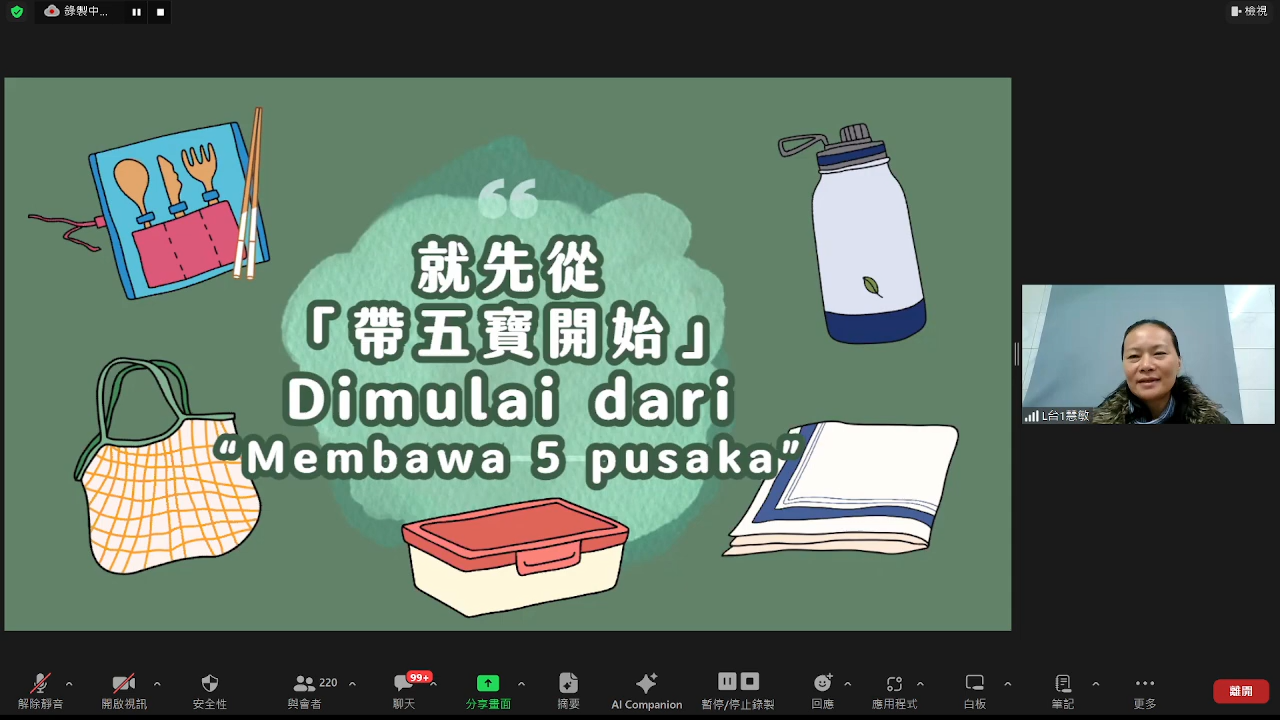 錄製中...
檢視
“
就先從
「帶五寶開始」
Dimulai dari
“Membawa 5 pusaka”
L台1慧敏
解除靜音
開啟視訊
安全性
220
與會者
99+
聊天
分享畫面
摘要
AI Companion
暫停/停止錄製
回應
應用程式
白板
筆記
更多
離開